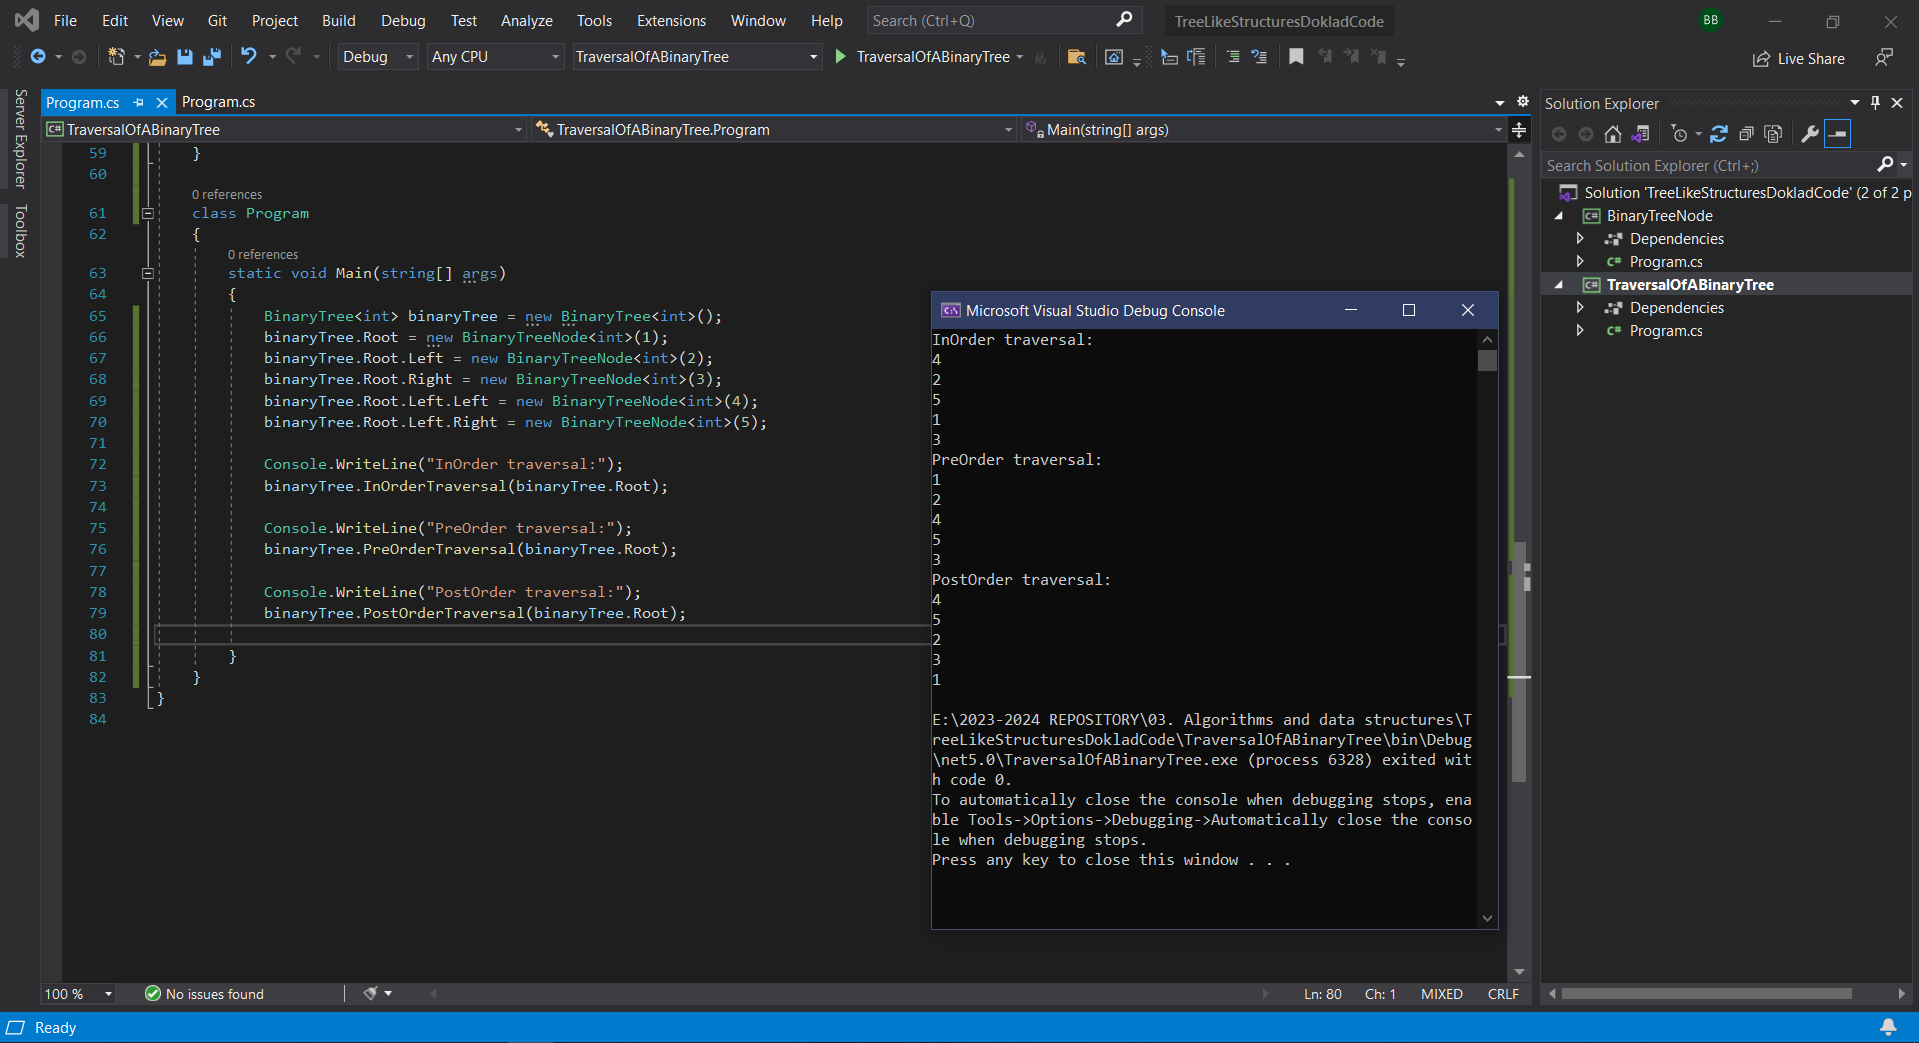 File Edit View Git Project Build Debug Test Analyze Tools Extensions Window Help Search (Ctrl+Q) TreeLikeStructuresDokladCode BB
Debug Any CPU TraversalOfABinaryTree TraversalOfABinaryTree Live Share
Server Explorer
Toolbox
Program.cs Program.cs
TraversalOfABinaryTree TraversalOfABinaryTree.Program Main(string[] args)
59 }
60
0 references
61 class Program
62 {
0 references
63 static void Main(string[] args)
64 {
65 BinaryTree<int> binaryTree = new BinaryTree<int>();
66 binaryTree.Root = new BinaryTreeNode<int>(1);
67 binaryTree.Root.Left = new BinaryTreeNode<int>(2);
68 binaryTree.Root.Right = new BinaryTreeNode<int>(3);
69 binaryTree.Root.Left.Left = new BinaryTreeNode<int>(4);
70 binaryTree.Root.Left.Right = new BinaryTreeNode<int>(5);
71
72 Console.WriteLine("InOrder traversal:");
73 binaryTree.InOrderTraversal(binaryTree.Root);
74
75 Console.WriteLine("PreOrder traversal:");
76 binaryTree.PreOrderTraversal(binaryTree.Root);
77
78 Console.WriteLine("PostOrder traversal:");
79 binaryTree.PostOrderTraversal(binaryTree.Root);
80
81 }
82 }
83 }
84
Microsoft Visual Studio Debug Console
InOrder traversal:
4
2
5
1
3
PreOrder traversal:
1
2
4
5
3
PostOrder traversal:
4
5
2
3
1
E:\2023-2024 REPOSITORY\03. Algorithms and data structures\T
reeLikeStructuresDokladCode\TraversalOfABinaryTree\bin\Debug
\net5.0\TraversalOfABinaryTree.exe (process 6328) exited wit
h code 0.
To automatically close the console when debugging stops, ena
ble Tools->Options->Debugging->Automatically close the conso
le when debugging stops.
Press any key to close this window . . .
Solution Explorer
Search Solution Explorer (Ctrl+;)
Solution 'TreeLikeStructuresDokladCode' (2 of 2 p
C# BinaryTreeNode
Dependencies
C# Program.cs
C# TraversalOfABinaryTree
Dependencies
C# Program.cs
100 % No issues found Ln: 80 Ch: 1 MIXED CRLF
Ready